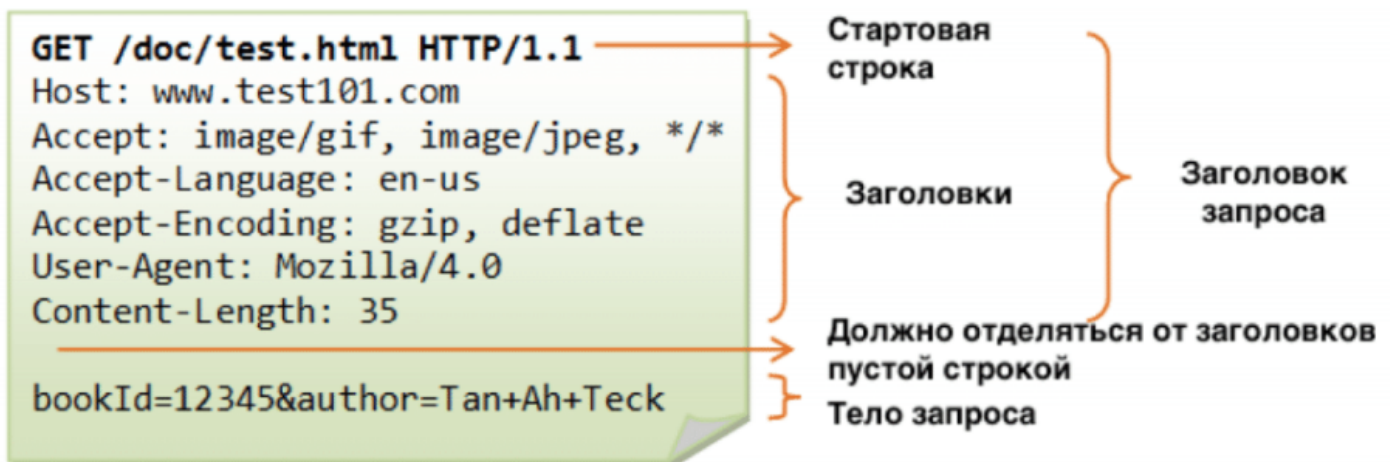 GET /doc/test.html HTTP/1.1
Host: www.test101.com
Accept: image/gif, image/jpeg, */*
Accept-Language: en-us
Accept-Encoding: gzip, deflate
User-Agent: Mozilla/4.0
Content-Length: 35
bookId=12345&author=Tan+Ah+Teck
Стартовая
строка
Заголовки
Заголовок
запроса
Должно отделяться от заголовков
пустой строкой
Тело запроса